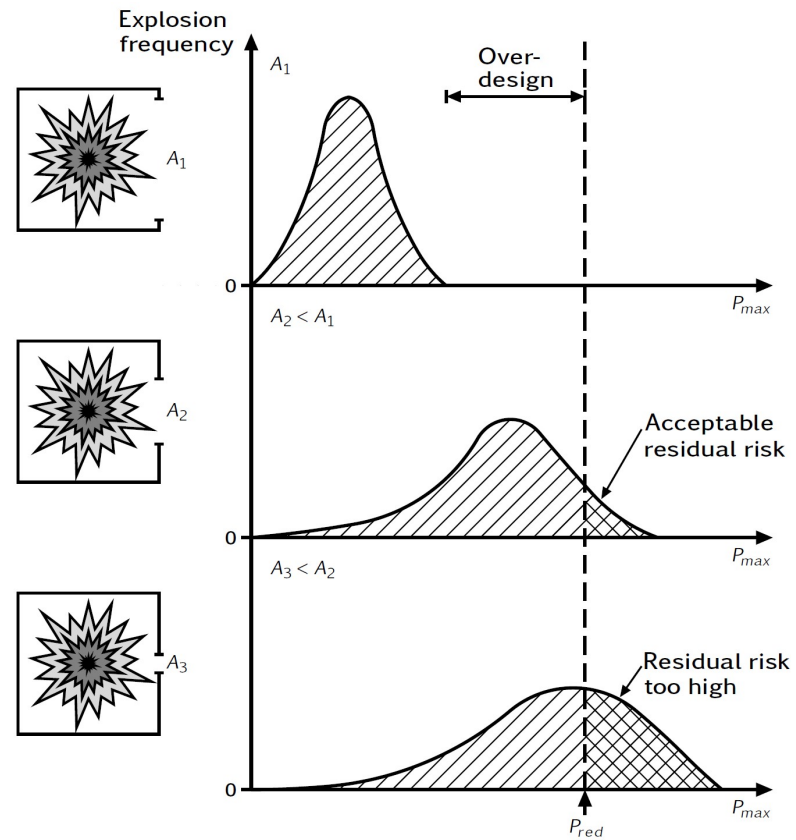 Explosion
frequency
A₁
Over-
design
A₁
0
Pmax
A₂ < A₁
A₂
Acceptable
residual risk
0
Pmax
A₃ < A₂
A₃
Residual risk
too high
0
Pmax
Pred